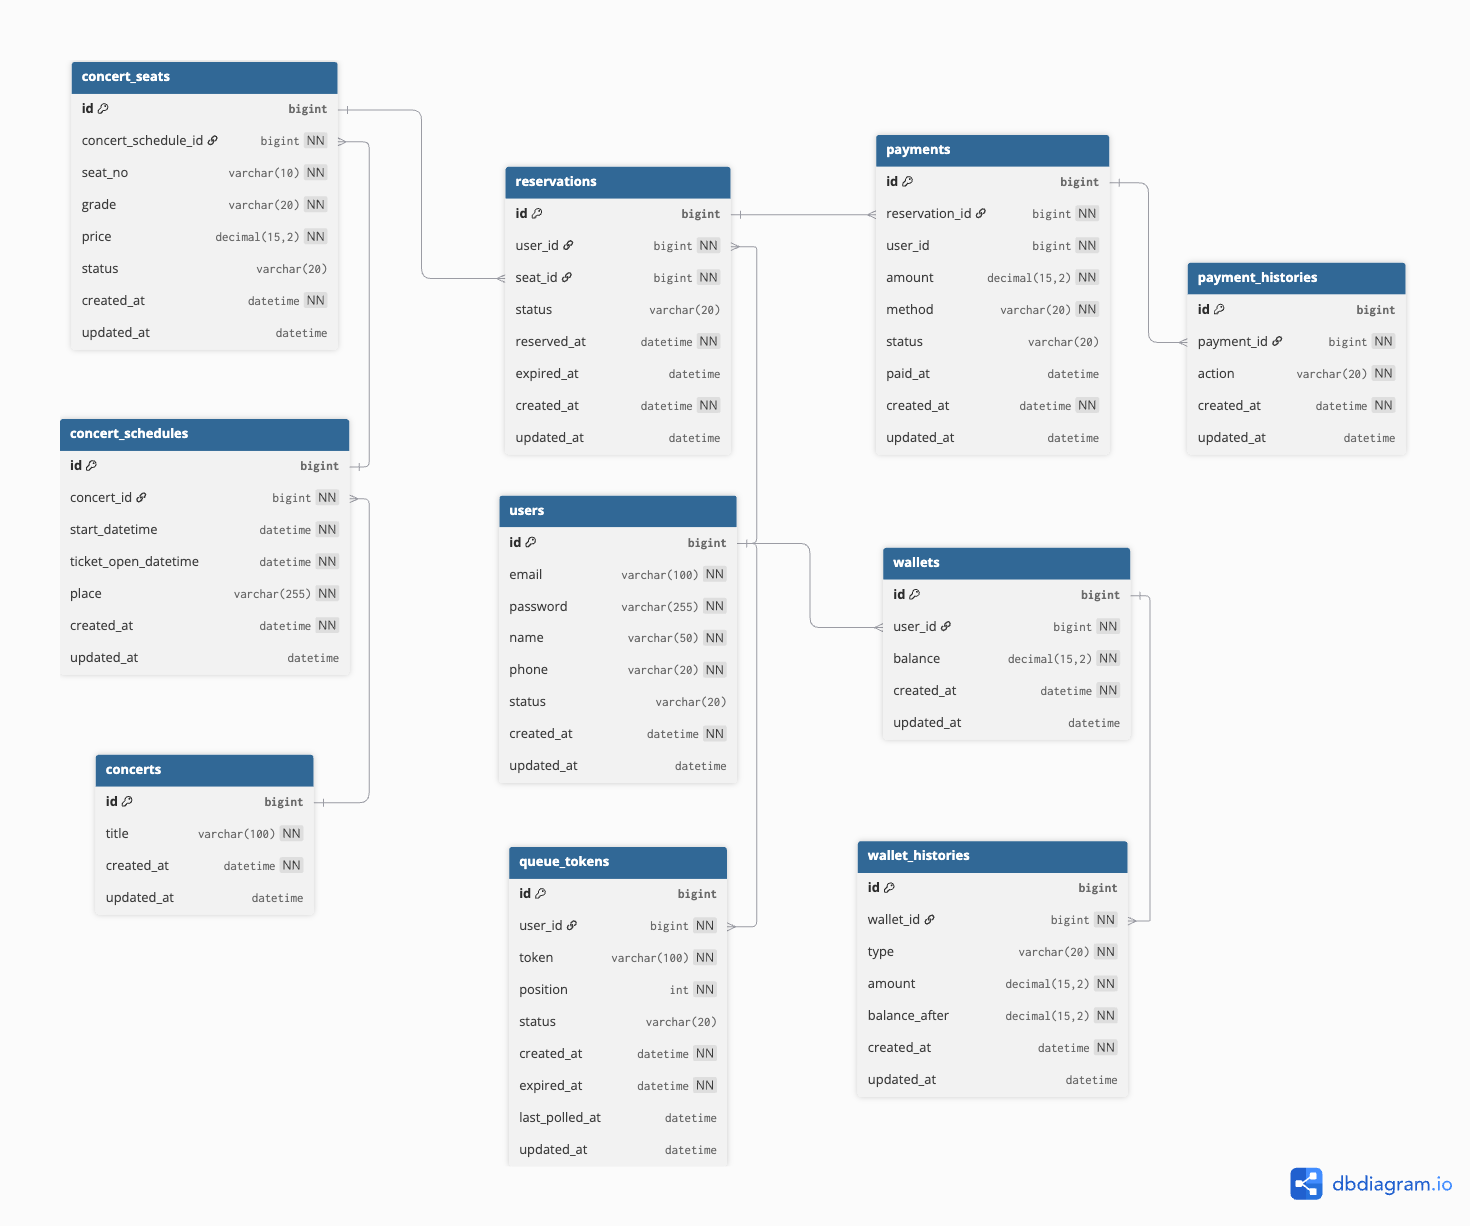 concert_seats
id bigint
concert_schedule_id bigint NN
seat_no varchar(10) NN
grade varchar(20) NN
price decimal(15,2) NN
status varchar(20)
created_at datetime NN
updated_at datetime
concert_schedules
id bigint
concert_id bigint NN
start_datetime datetime NN
ticket_open_datetime datetime NN
place varchar(255) NN
created_at datetime NN
updated_at datetime
concerts
id bigint
title varchar(100) NN
created_at datetime NN
updated_at datetime
reservations
id bigint
user_id bigint NN
seat_id bigint NN
status varchar(20)
reserved_at datetime NN
expired_at datetime
created_at datetime NN
updated_at datetime
users
id bigint
email varchar(100) NN
password varchar(255) NN
name varchar(50) NN
phone varchar(20) NN
status varchar(20)
created_at datetime NN
updated_at datetime
queue_tokens
id bigint
user_id bigint NN
token varchar(100) NN
position int NN
status varchar(20)
created_at datetime NN
expired_at datetime NN
last_polled_at datetime
updated_at datetime
payments
id bigint
reservation_id bigint NN
user_id bigint NN
amount decimal(15,2) NN
method varchar(20) NN
status varchar(20)
paid_at datetime
created_at datetime NN
updated_at datetime
payment_histories
id bigint
payment_id bigint NN
action varchar(20) NN
created_at datetime NN
updated_at datetime
wallets
id bigint
user_id bigint NN
balance decimal(15,2) NN
created_at datetime NN
updated_at datetime
wallet_histories
id bigint
wallet_id bigint NN
type varchar(20) NN
amount decimal(15,2) NN
balance_after decimal(15,2) NN
created_at datetime NN
updated_at datetime
dbdiagram.io